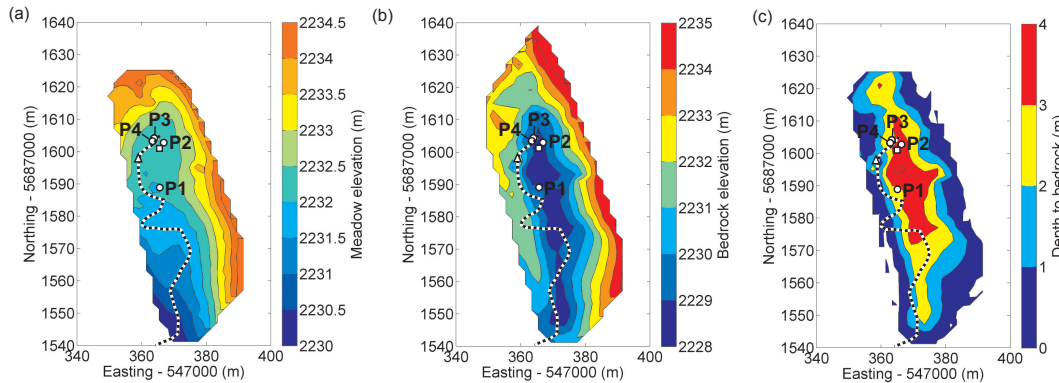 (a)
1640
1630
1620
1610
1600
1590
1580
1570
1560
1550
1540
340
360
380
400
Northing - 5687000 (m)
Easting - 547000 (m)
P3
P4
P2
P1
2234.5
2234
2233.5
2233
2232.5
2232
2231.5
2231
2230.5
2230
Meadow elevation (m)
(b)
1640
1630
1620
1610
1600
1590
1580
1570
1560
1550
1540
340
360
380
400
Northing - 5687000 (m)
Easting - 547000 (m)
P3
P4
P2
P1
2235
2234
2233
2232
2231
2230
2229
2228
Bedrock elevation (m)
(c)
1640
1630
1620
1610
1600
1590
1580
1570
1560
1550
1540
340
360
380
400
Northing - 5687000 (m)
Easting - 547000 (m)
P3
P4
P2
P1
4
3
2
1
0
Depth to bedrock (m)